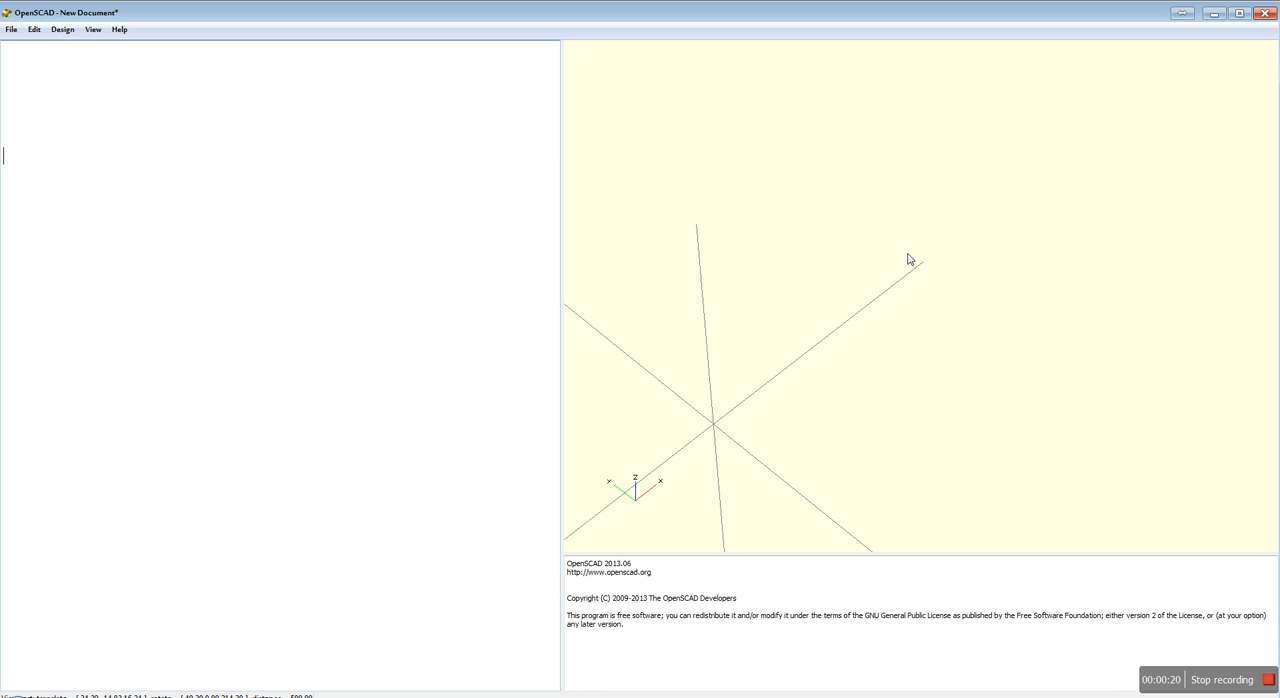 OpenSCAD - New Document*
File Edit Design View Help
Z
Y X
OpenSCAD 2013.06
http://www.openscad.org
Copyright (C) 2009-2013 The OpenSCAD Developers
This program is free software; you can redistribute it and/or modify it under the terms of the GNU General Public License as published by the Free Software Foundation; either version 2 of the License, or (at your option)
any later version.
00:00:20 Stop recording